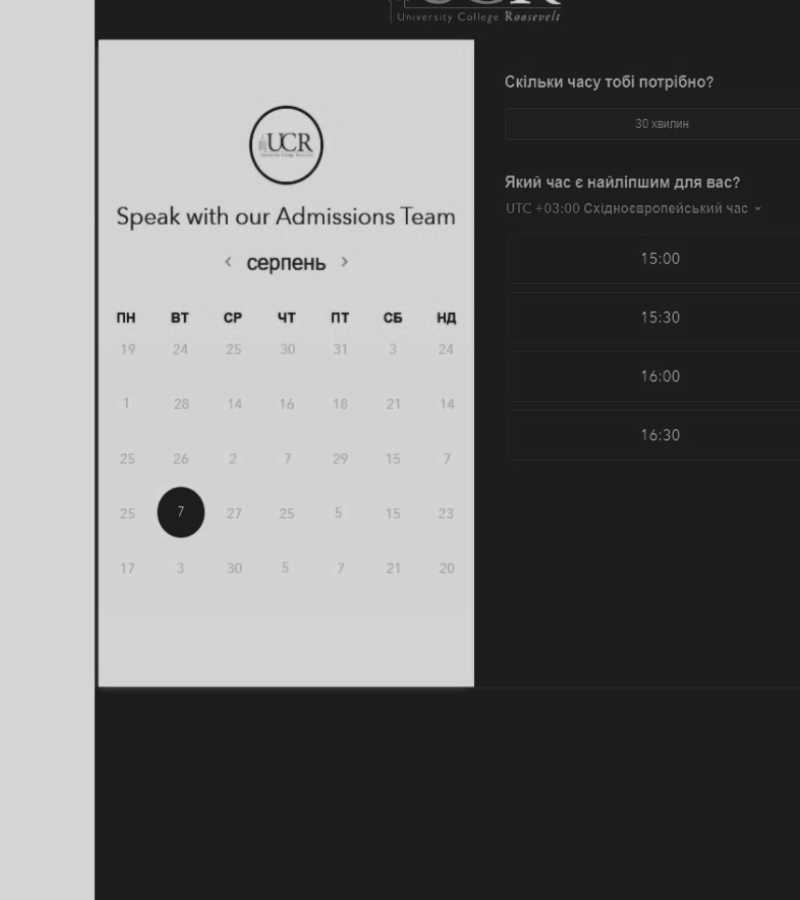 University College Roosevelt
UCR
Speak with our Admissions Team
‹ серпень ›
ПН ВТ СР ЧТ ПТ СБ НД
19 24 25 30 31 3 24
1 28 14 16 18 21 14
25 26 2 7 29 15 7
25 7 27 25 5 15 23
17 3 30 5 7 21 20
Скільки часу тобі потрібно?
30 хвилин
Який час є найліпшим для вас?
UTC +03:00 Східноєвропейський час
15:00
15:30
16:00
16:30